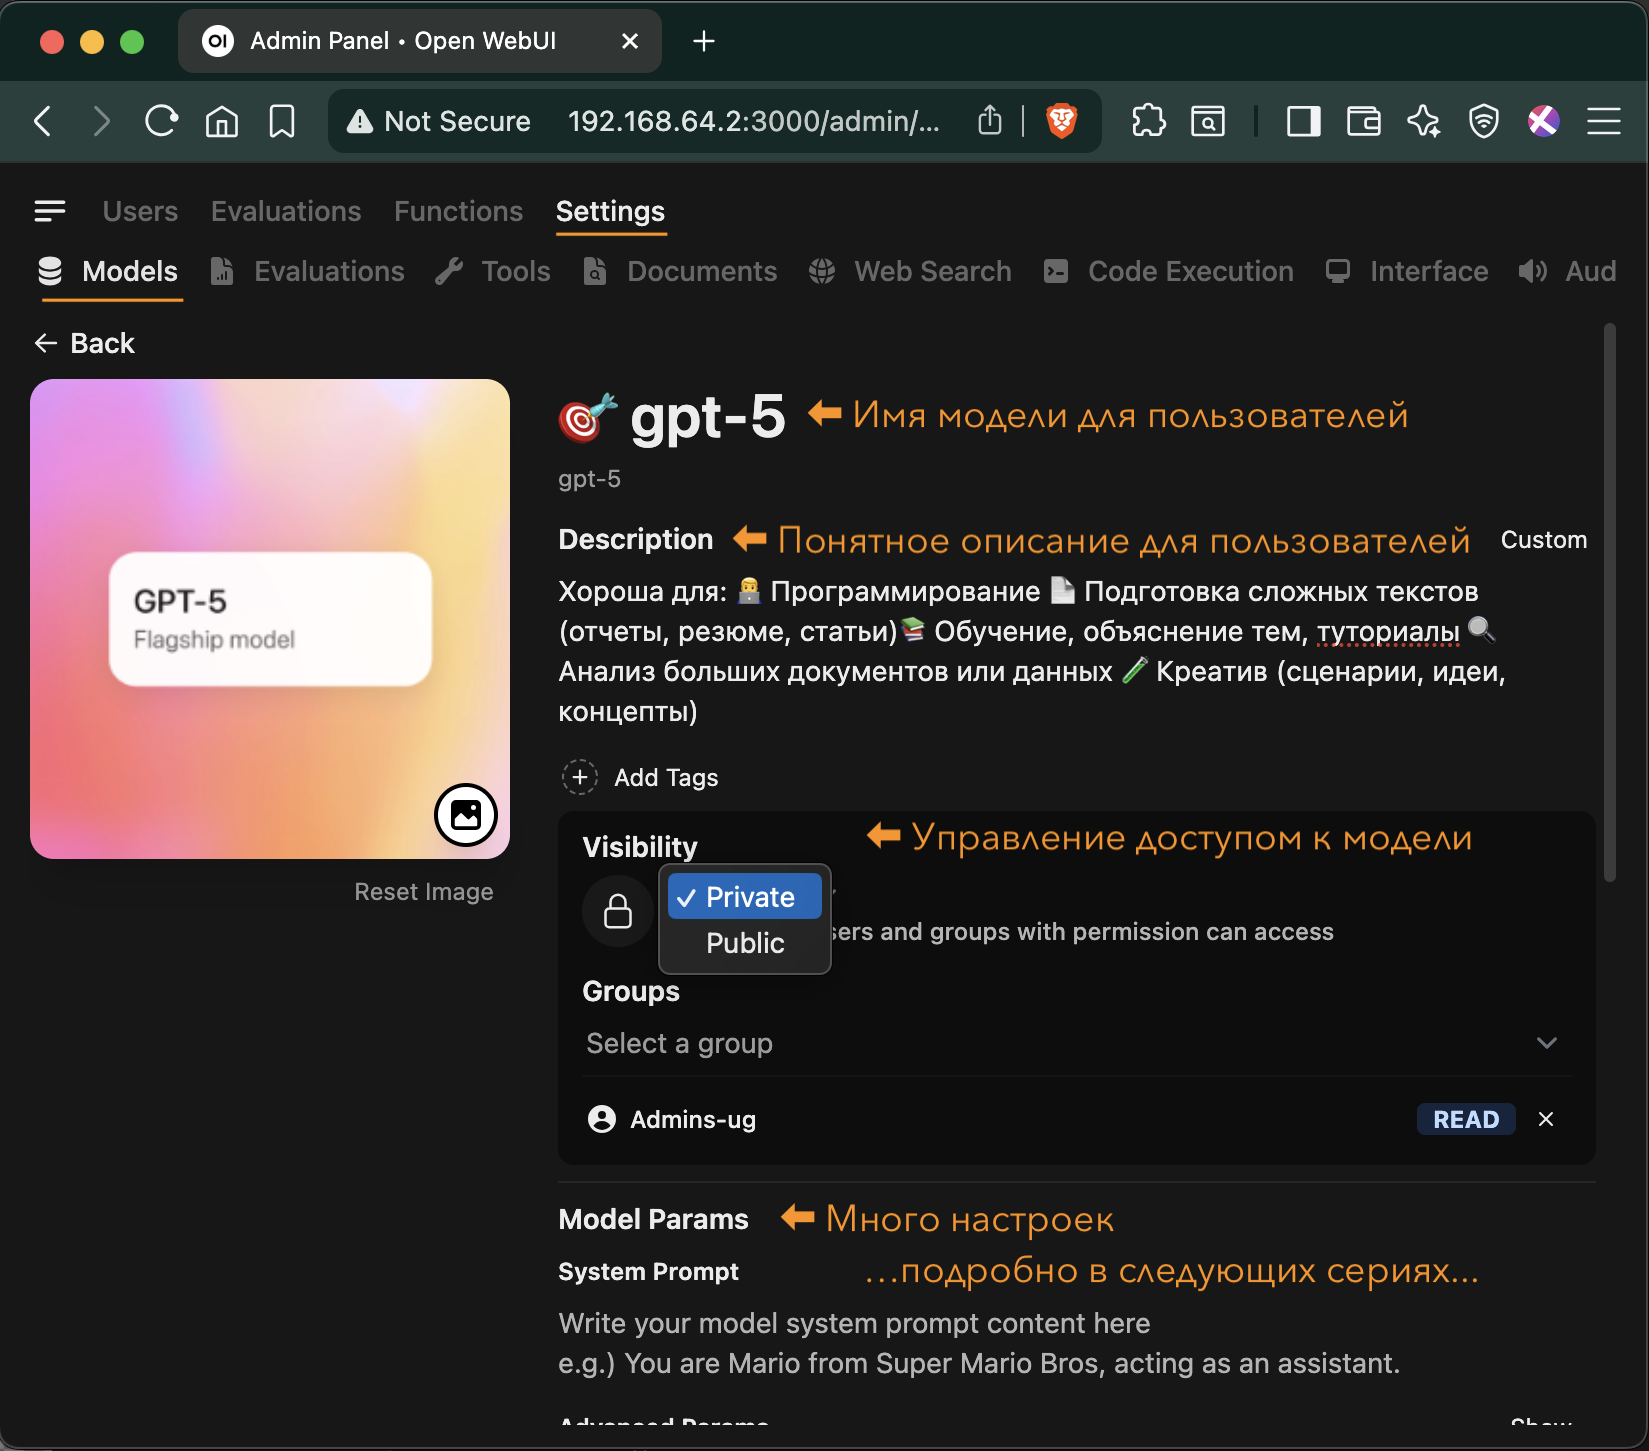 Admin Panel • Open WebUI
Not Secure 192.168.64.2:3000/admin/...
Users Evaluations Functions Settings
Models Evaluations Tools Documents Web Search Code Execution Interface Aud
← Back
🎯 gpt-5 ⬅ Имя модели для пользователей
gpt-5
GPT-5
Flagship model
Reset Image
Description ⬅ Понятное описание для пользователей Custom
Хороша для: 👨‍💻 Программирование 📄 Подготовка сложных текстов
(отчеты, резюме, статьи)📚 Обучение, объяснение тем, туториалы 🔍
Анализ больших документов или данных 🧪 Креатив (сценарии, идеи,
концепты)
Add Tags
Visibility ⬅ Управление доступом к модели
✓ Private
Public
sers and groups with permission can access
Groups
Select a group
Admins-ug READ
Model Params ⬅ Много настроек
System Prompt ...подробно в следующих сериях...
Write your model system prompt content here
e.g.) You are Mario from Super Mario Bros, acting as an assistant.
Advanced Params Show